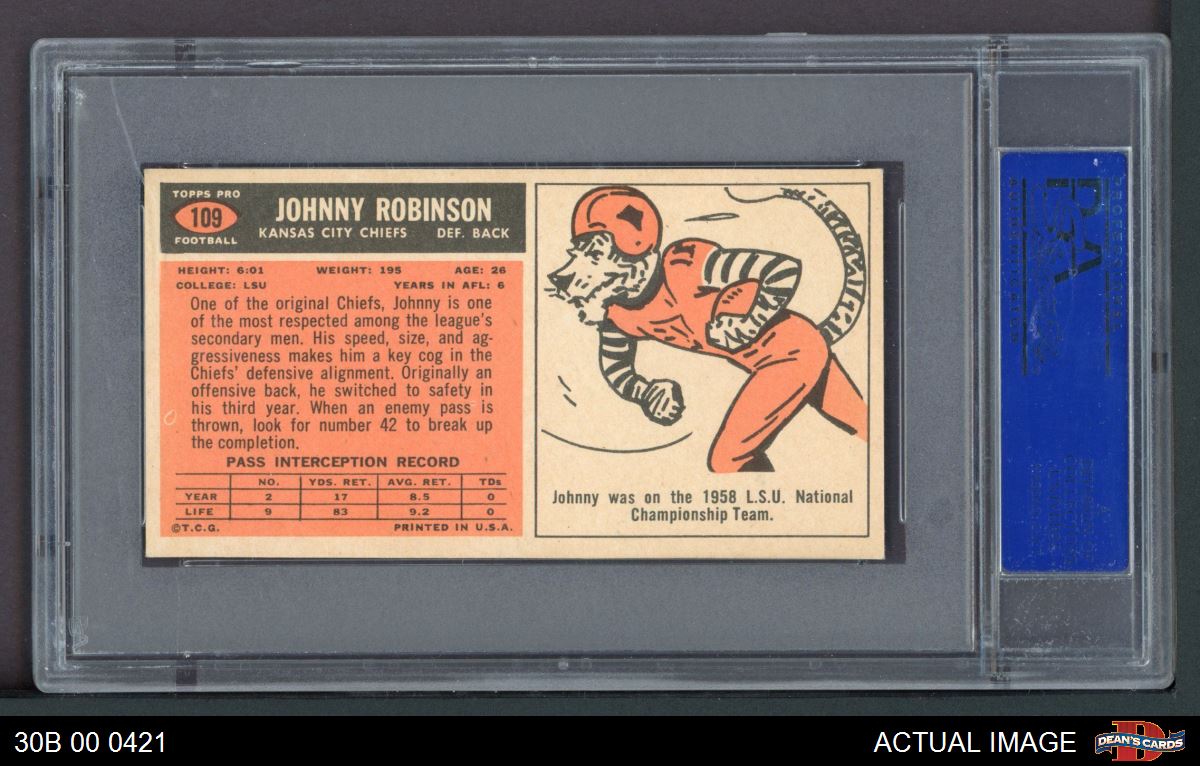 TOPPS PRO
109
FOOTBALL
JOHNNY ROBINSON
KANSAS CITY CHIEFS DEF. BACK
HEIGHT: 6:01 WEIGHT: 195 AGE: 26
COLLEGE: LSU YEARS IN AFL: 6
One of the original Chiefs, Johnny is one
of the most respected among the league's
secondary men. His speed, size, and ag-
gressiveness makes him a key cog in the
Chiefs' defensive alignment. Originally an
offensive back, he switched to safety in
his third year. When an enemy pass is
thrown, look for number 42 to break up
the completion.
PASS INTERCEPTION RECORD
NO. YDS. RET. AVG. RET. TDs
YEAR 2 17 8.5 0
LIFE 9 83 9.2 0
©T.C.G. PRINTED IN U.S.A.
Johnny was on the 1958 L.S.U. National
Championship Team.
30B 00 0421
ACTUAL IMAGE
DEAN'S CARDS